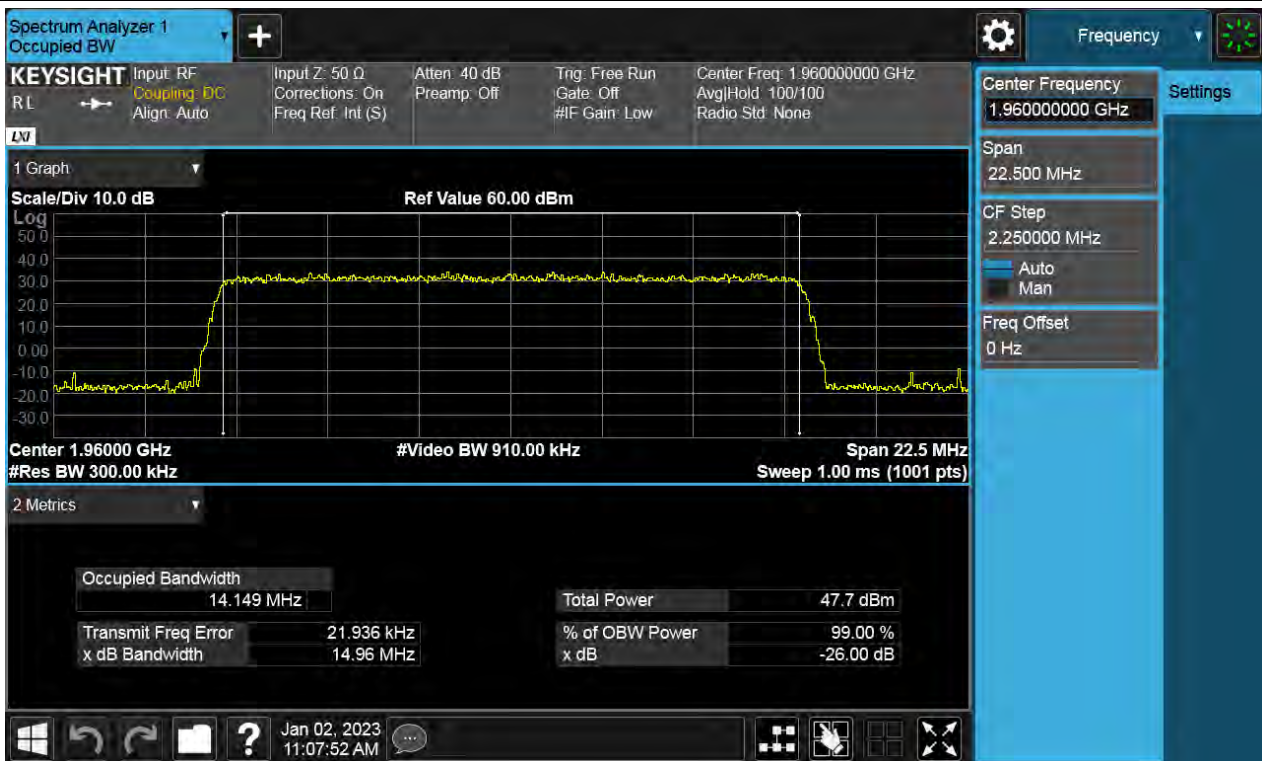 Spectrum Analyzer 1
Occupied BW
+
Frequency
KEYSIGHT Input: RF Input Z: 50 Ω Atten: 40 dB Trig: Free Run Center Freq: 1.960000000 GHz
RL Coupling: DC Corrections: On Preamp: Off Gate: Off Avg|Hold: 100/100
Align: Auto Freq Ref: Int (S) #IF Gain: Low Radio Std: None
LXI
1 Graph
Scale/Div 10.0 dB Ref Value 60.00 dBm
Log
50.0
40.0
30.0
20.0
10.0
0.00
-10.0
-20.0
-30.0
Center 1.96000 GHz #Video BW 910.00 kHz Span 22.5 MHz
#Res BW 300.00 kHz Sweep 1.00 ms (1001 pts)
2 Metrics
Occupied Bandwidth
14.149 MHz Total Power 47.7 dBm
Transmit Freq Error 21.936 kHz % of OBW Power 99.00 %
x dB Bandwidth 14.96 MHz x dB -26.00 dB
? Jan 02, 2023
11:07:52 AM
Center Frequency
1.960000000 GHz
Settings
Span
22.500 MHz
CF Step
2.250000 MHz
Auto
Man
Freq Offset
0 Hz